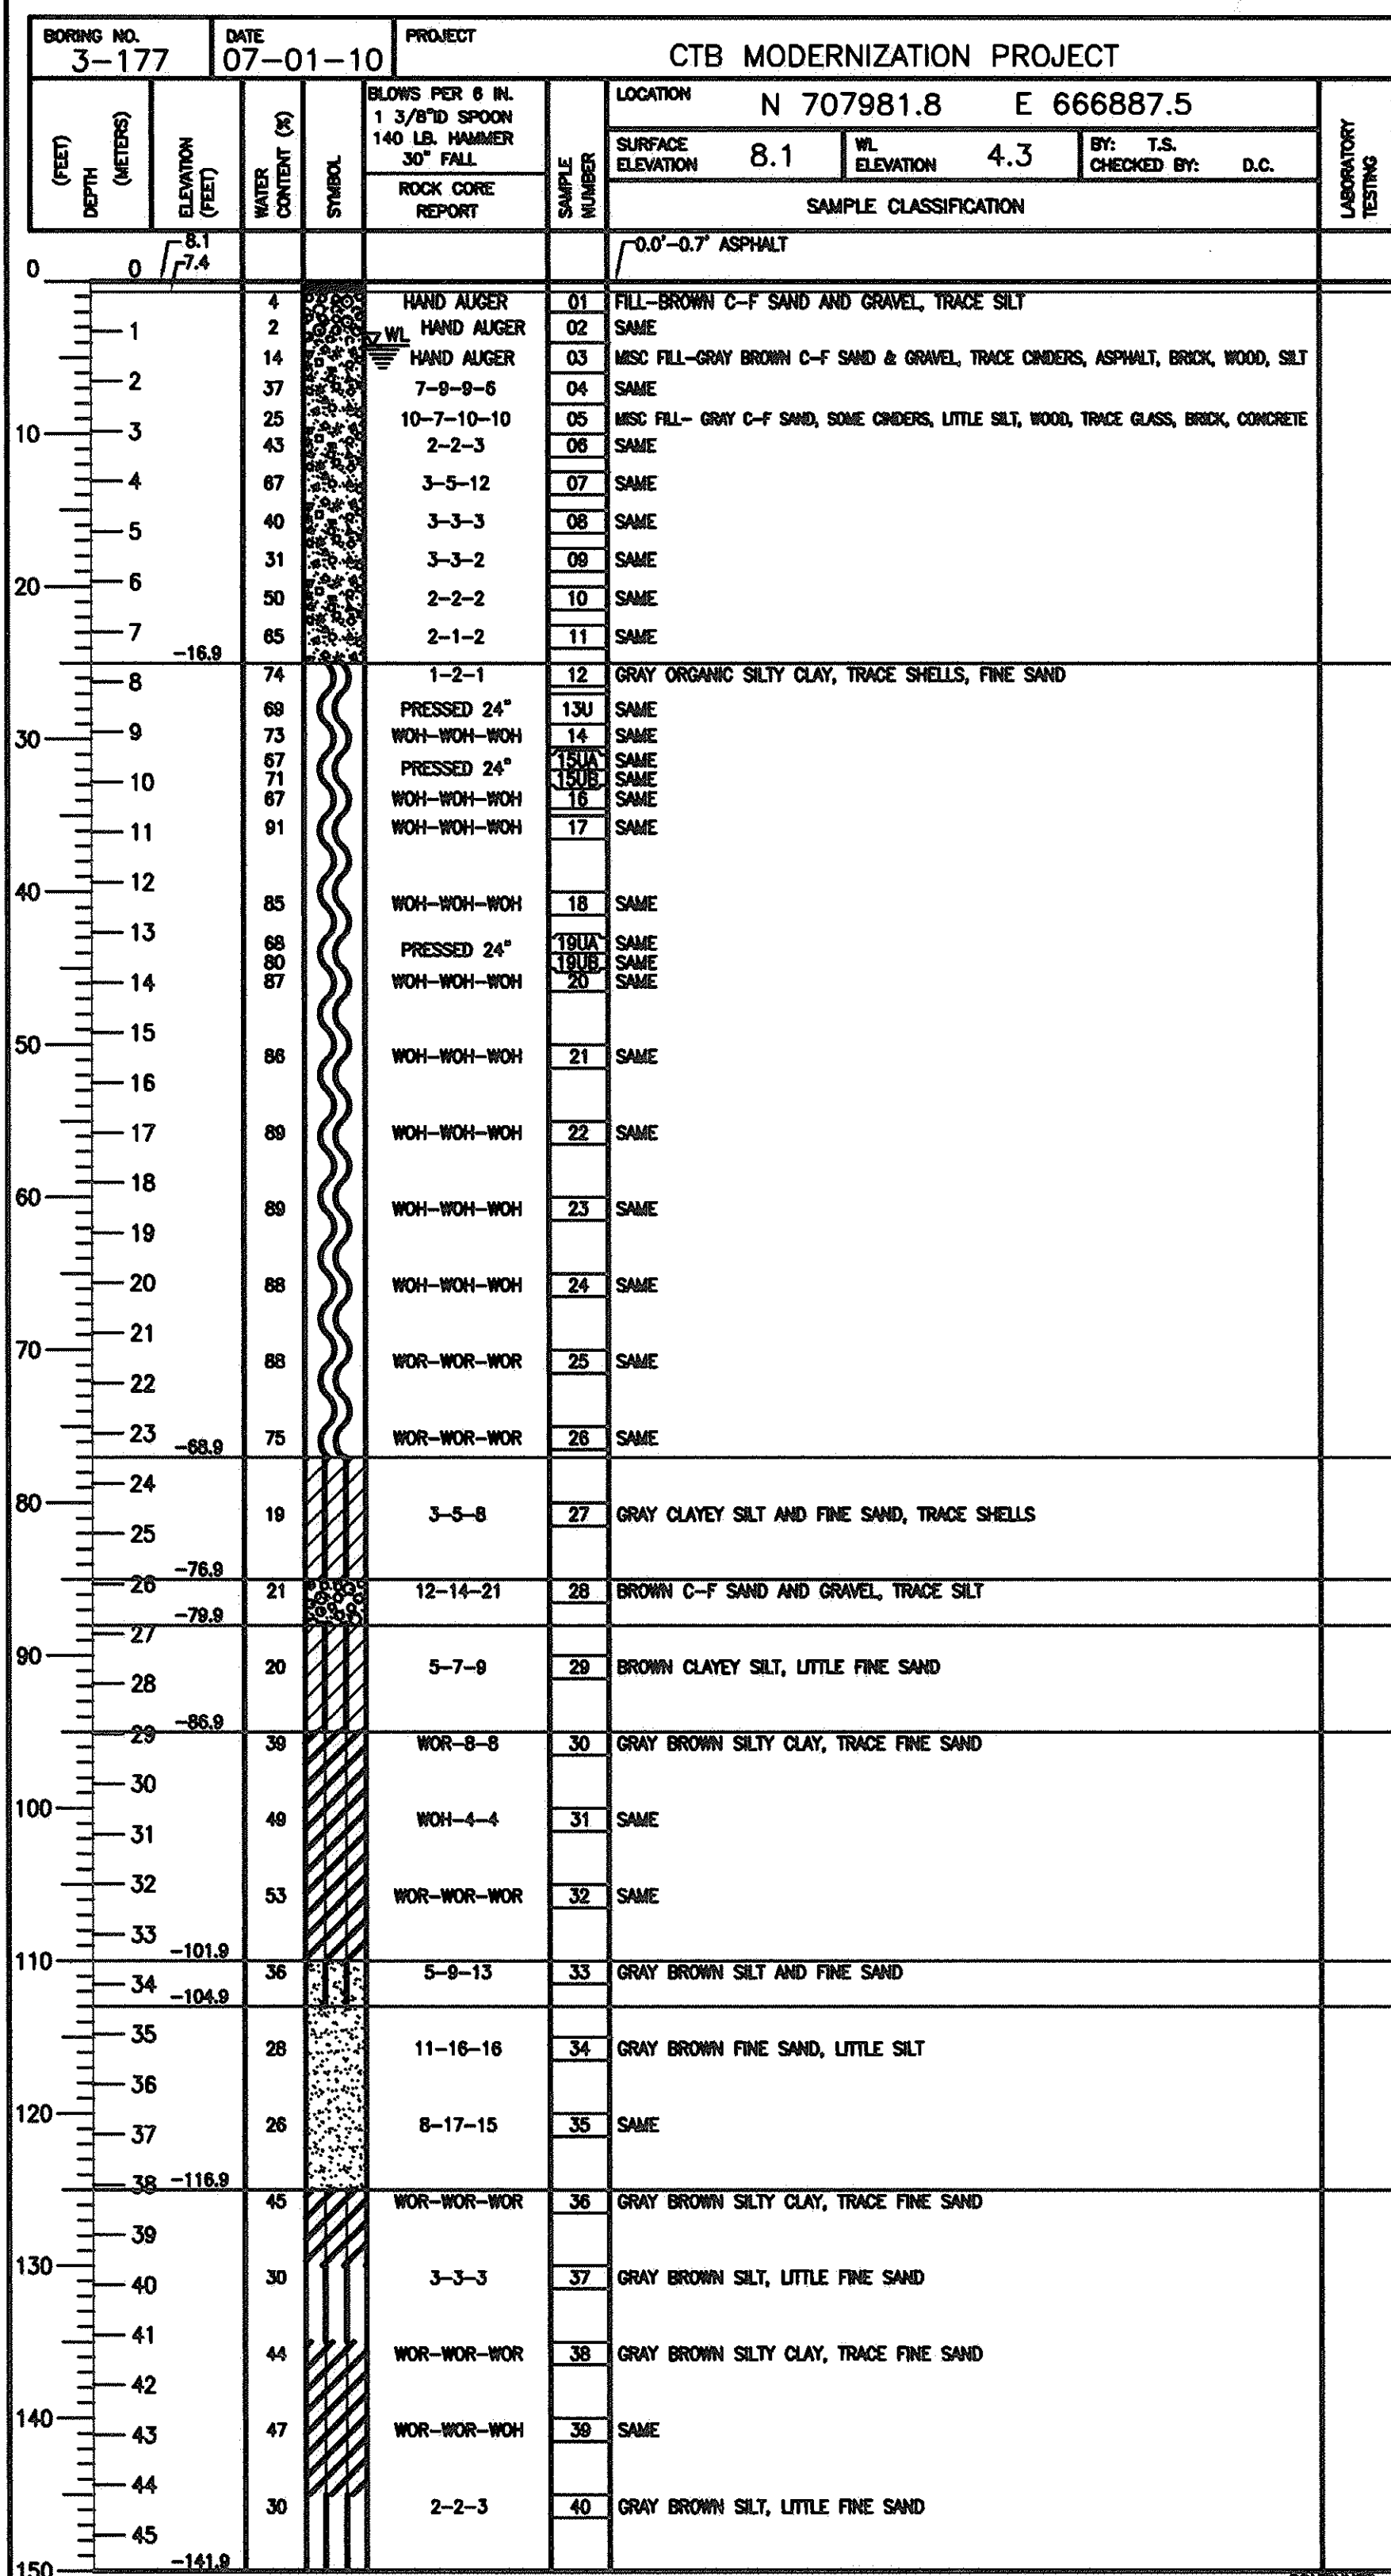 BORING NO. DATE PROJECT
3-177 07-01-10 CTB MODERNIZATION PROJECT
(FEET) DEPTH (METERS)
ELEVATION (FEET)
WATER CONTENT (%)
SYMBOL
BLOWS PER 6 IN.
1 3/8"ID SPOON
140 LB. HAMMER
30" FALL
ROCK CORE
REPORT
SAMPLE NUMBER
LOCATION N 707981.8 E 666887.5
SURFACE ELEVATION 8.1 WL ELEVATION 4.3 BY: T.S.
CHECKED BY: D.C.
SAMPLE CLASSIFICATION
LABORATORY TESTING
8.1 0.0'-0.7' ASPHALT
0 0 7.4
4 HAND AUGER 01 FILL-BROWN C-F SAND AND GRAVEL, TRACE SILT
1 2 HAND AUGER 02 SAME
WL
14 HAND AUGER 03 MISC FILL-GRAY BROWN C-F SAND & GRAVEL, TRACE CINDERS, ASPHALT, BRICK, WOOD, SILT
2 37 7-9-9-6 04 SAME
25 10-7-10-10 05 MISC FILL- GRAY C-F SAND, SOME CINDERS, LITTLE SILT, WOOD, TRACE GLASS, BRICK, CONCRETE
10 3
43 2-2-3 06 SAME
4 67 3-5-12 07 SAME
40 3-3-3 08 SAME
5
31 3-3-2 09 SAME
20 6
50 2-2-2 10 SAME
7 65 2-1-2 11 SAME
-16.9
8 74 1-2-1 12 GRAY ORGANIC SILTY CLAY, TRACE SHELLS, FINE SAND
69 PRESSED 24" 13U SAME
30 9 73 WOH-WOH-WOH 14 SAME
67 15UA SAME
PRESSED 24"
10 71 15UB SAME
67 WOH-WOH-WOH 16 SAME
11 91 WOH-WOH-WOH 17 SAME
40 12
85 WOH-WOH-WOH 18 SAME
13
68 19UA SAME
PRESSED 24"
80 19UB SAME
14 87 WOH-WOH-WOH 20 SAME
15
50
86 WOH-WOH-WOH 21 SAME
16
17 89 WOH-WOH-WOH 22 SAME
18
60
89 WOH-WOH-WOH 23 SAME
19
20 88 WOH-WOH-WOH 24 SAME
21
70
88 WOR-WOR-WOR 25 SAME
22
23 -68.9 75 WOR-WOR-WOR 26 SAME
24
80
19 3-5-8 27 GRAY CLAYEY SILT AND FINE SAND, TRACE SHELLS
25
-76.9
26 21 12-14-21 28 BROWN C-F SAND AND GRAVEL, TRACE SILT
-79.9
27
90
20 5-7-9 29 BROWN CLAYEY SILT, LITTLE FINE SAND
28
-86.9
29 39 WOR-8-8 30 GRAY BROWN SILTY CLAY, TRACE FINE SAND
30
100
49 WOH-4-4 31 SAME
31
32 53 WOR-WOR-WOR 32 SAME
33 -101.9
110
36 5-9-13 33 GRAY BROWN SILT AND FINE SAND
34 -104.9
35
28 11-16-16 34 GRAY BROWN FINE SAND, LITTLE SILT
36
120
26 8-17-15 35 SAME
37
38 -116.9
45 WOR-WOR-WOR 36 GRAY BROWN SILTY CLAY, TRACE FINE SAND
39
130
30 3-3-3 37 GRAY BROWN SILT, LITTLE FINE SAND
40
41
44 WOR-WOR-WOR 38 GRAY BROWN SILTY CLAY, TRACE FINE SAND
42
140
43 47 WOR-WOR-WOH 39 SAME
44
30 2-2-3 40 GRAY BROWN SILT, LITTLE FINE SAND
45
-141.9
150